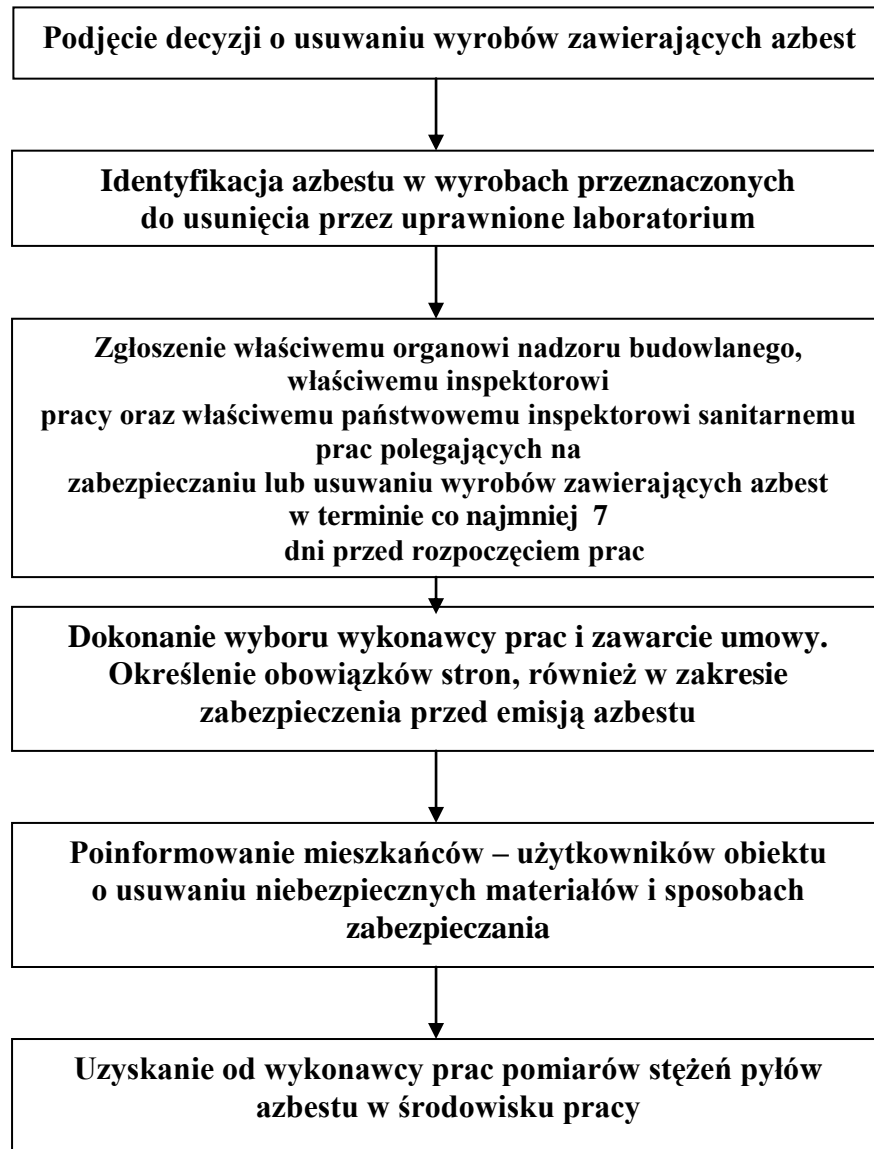 Podjęcie decyzji o usuwaniu wyrobów zawierających azbest
Identyfikacja azbestu w wyrobach przeznaczonych
do usunięcia przez uprawnione laboratorium
Zgłoszenie właściwemu organowi nadzoru budowlanego,
właściwemu inspektorowi
pracy oraz właściwemu państwowemu inspektorowi sanitarnemu
prac polegających na
zabezpieczaniu lub usuwaniu wyrobów zawierających azbest
w terminie co najmniej 7
dni przed rozpoczęciem prac
Dokonanie wyboru wykonawcy prac i zawarcie umowy.
Określenie obowiązków stron, również w zakresie
zabezpieczenia przed emisją azbestu
Poinformowanie mieszkańców – użytkowników obiektu
o usuwaniu niebezpiecznych materiałów i sposobach
zabezpieczania
Uzyskanie od wykonawcy prac pomiarów stężeń pyłów
azbestu w środowisku pracy